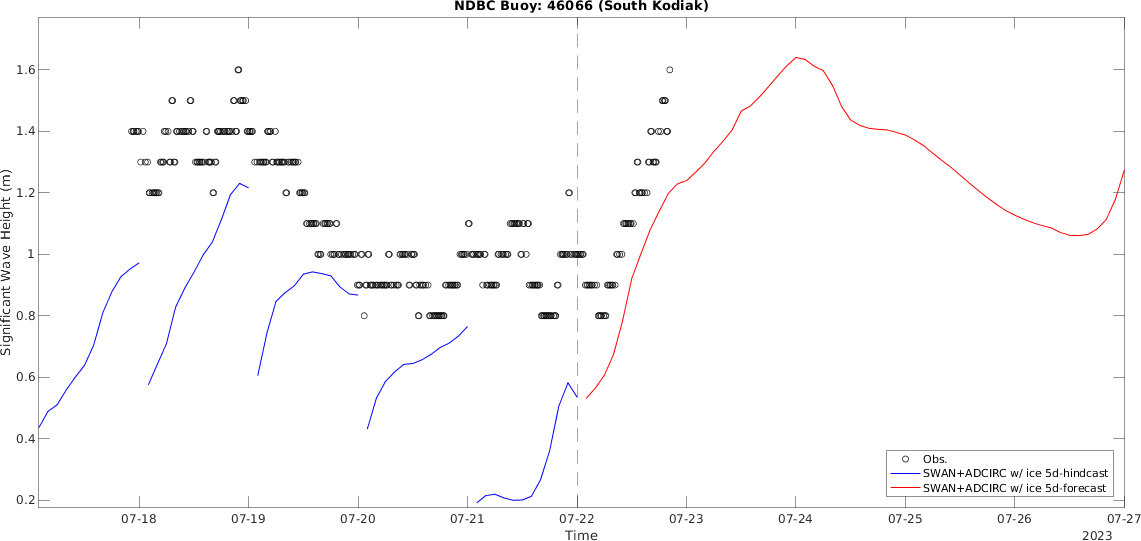 NDBC Buoy: 46066 (South Kodiak)
Significant Wave Height (m)
1.6
1.4
1.2
1
0.8
0.6
0.4
0.2
Obs.
SWAN+ADCIRC w/ ice 5d-hindcast
SWAN+ADCIRC w/ ice 5d-forecast
07-18 07-19 07-20 07-21 07-22 07-23 07-24 07-25 07-26 07-27
Time
2023